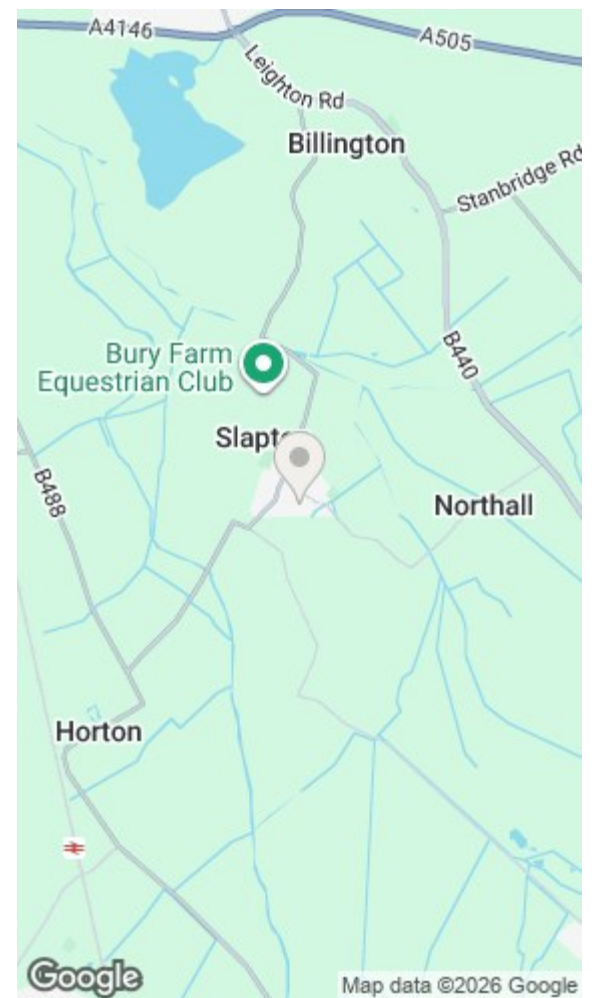 A4146
A505
Leighton Rd
Billington
Stanbridge Rd
B440
Bury Farm
Equestrian Club
Slapt
B488
Northall
Horton
Google
Map data ©2026 Google